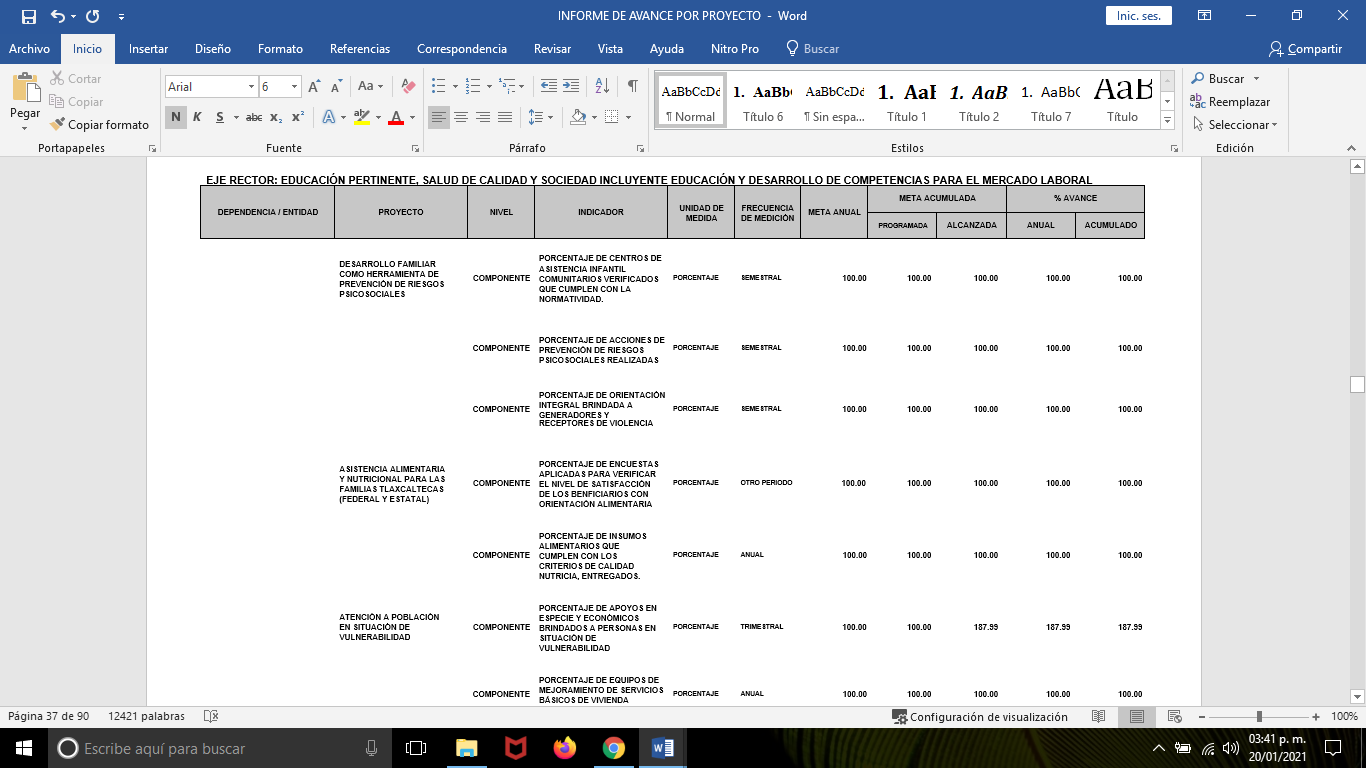 INFORME DE AVANCE POR PROYECTO - Word
Inic. ses.
Archivo Inicio Insertar Diseño Formato Referencias Correspondencia Revisar Vista Ayuda Nitro Pro Buscar Compartir
Pegar
Cortar
Copiar
Copiar formato
Portapapeles
Arial 6
Aa
N K S abc x₂ x²
Fuente
Párrafo
AaBbCcDd 1. AaBb( AaBbCcDd 1. AaI 1. AaB 1. AaBb( AaB
¶ Normal Título 6 ¶ Sin espa... Título 1 Título 2 Título 7 Título
Estilos
Buscar
Reemplazar
Seleccionar
Edición
EJE RECTOR: EDUCACIÓN PERTINENTE, SALUD DE CALIDAD Y SOCIEDAD INCLUYENTE EDUCACIÓN Y DESARROLLO DE COMPETENCIAS PARA EL MERCADO LABORAL
DEPENDENCIA / ENTIDAD PROYECTO NIVEL INDICADOR
UNIDAD DE
MEDIDA
FRECUENCIA
DE MEDICIÓN
META ANUAL
META ACUMULADA % AVANCE
PROGRAMADA ALCANZADA ANUAL ACUMULADO
DESARROLLO FAMILIAR
COMO HERRAMIENTA DE
PREVENCIÓN DE RIESGOS
PSICOSOCIALES
COMPONENTE
PORCENTAJE DE CENTROS DE
ASISTENCIA INFANTIL
COMUNITARIOS VERIFICADOS
QUE CUMPLEN CON LA
NORMATIVIDAD.
PORCENTAJE SEMESTRAL 100.00 100.00 100.00 100.00 100.00
COMPONENTE
PORCENTAJE DE ACCIONES DE
PREVENCIÓN DE RIESGOS
PSICOSOCIALES REALIZADAS
PORCENTAJE SEMESTRAL 100.00 100.00 100.00 100.00 100.00
COMPONENTE
PORCENTAJE DE ORIENTACIÓN
INTEGRAL BRINDADA A
GENERADORES Y
RECEPTORES DE VIOLENCIA
PORCENTAJE SEMESTRAL 100.00 100.00 100.00 100.00 100.00
ASISTENCIA ALIMENTARIA
Y NUTRICIONAL PARA LAS
FAMILIAS TLAXCALTECAS
(FEDERAL Y ESTATAL)
COMPONENTE
PORCENTAJE DE ENCUESTAS
APLICADAS PARA VERIFICAR
EL NIVEL DE SATISFACCIÓN
DE LOS BENFICIARIOS CON
ORIENTACIÓN ALIMENTARIA
PORCENTAJE OTRO PERIODO 100.00 100.00 100.00 100.00 100.00
COMPONENTE
PORCENTAJE DE INSUMOS
ALIMENTARIOS QUE
CUMPLEN CON LOS
CRITERIOS DE CALIDAD
NUTRICIA, ENTREGADOS.
PORCENTAJE ANUAL 100.00 100.00 100.00 100.00 100.00
ATENCIÓN A POBLACIÓN
EN SITUACIÓN DE
VULNERABILIDAD
COMPONENTE
PORCENTAJE DE APOYOS EN
ESPECIE Y ECONÓMICOS
BRINDADOS A PERSONAS EN
SITUACIÓN DE
VULNERABILIDAD
PORCENTAJE TRIMESTRAL 100.00 100.00 187.99 187.99 187.99
COMPONENTE
PORCENTAJE DE EQUIPOS DE
MEJORAMIENTO DE SERVICIOS
BÁSICOS DE VIVIENDA
PORCENTAJE ANUAL 100.00 100.00 100.00 100.00 100.00
Página 37 de 90 12421 palabras Configuración de visualización 100%
Escribe aquí para buscar
03:41 p. m.
20/01/2021